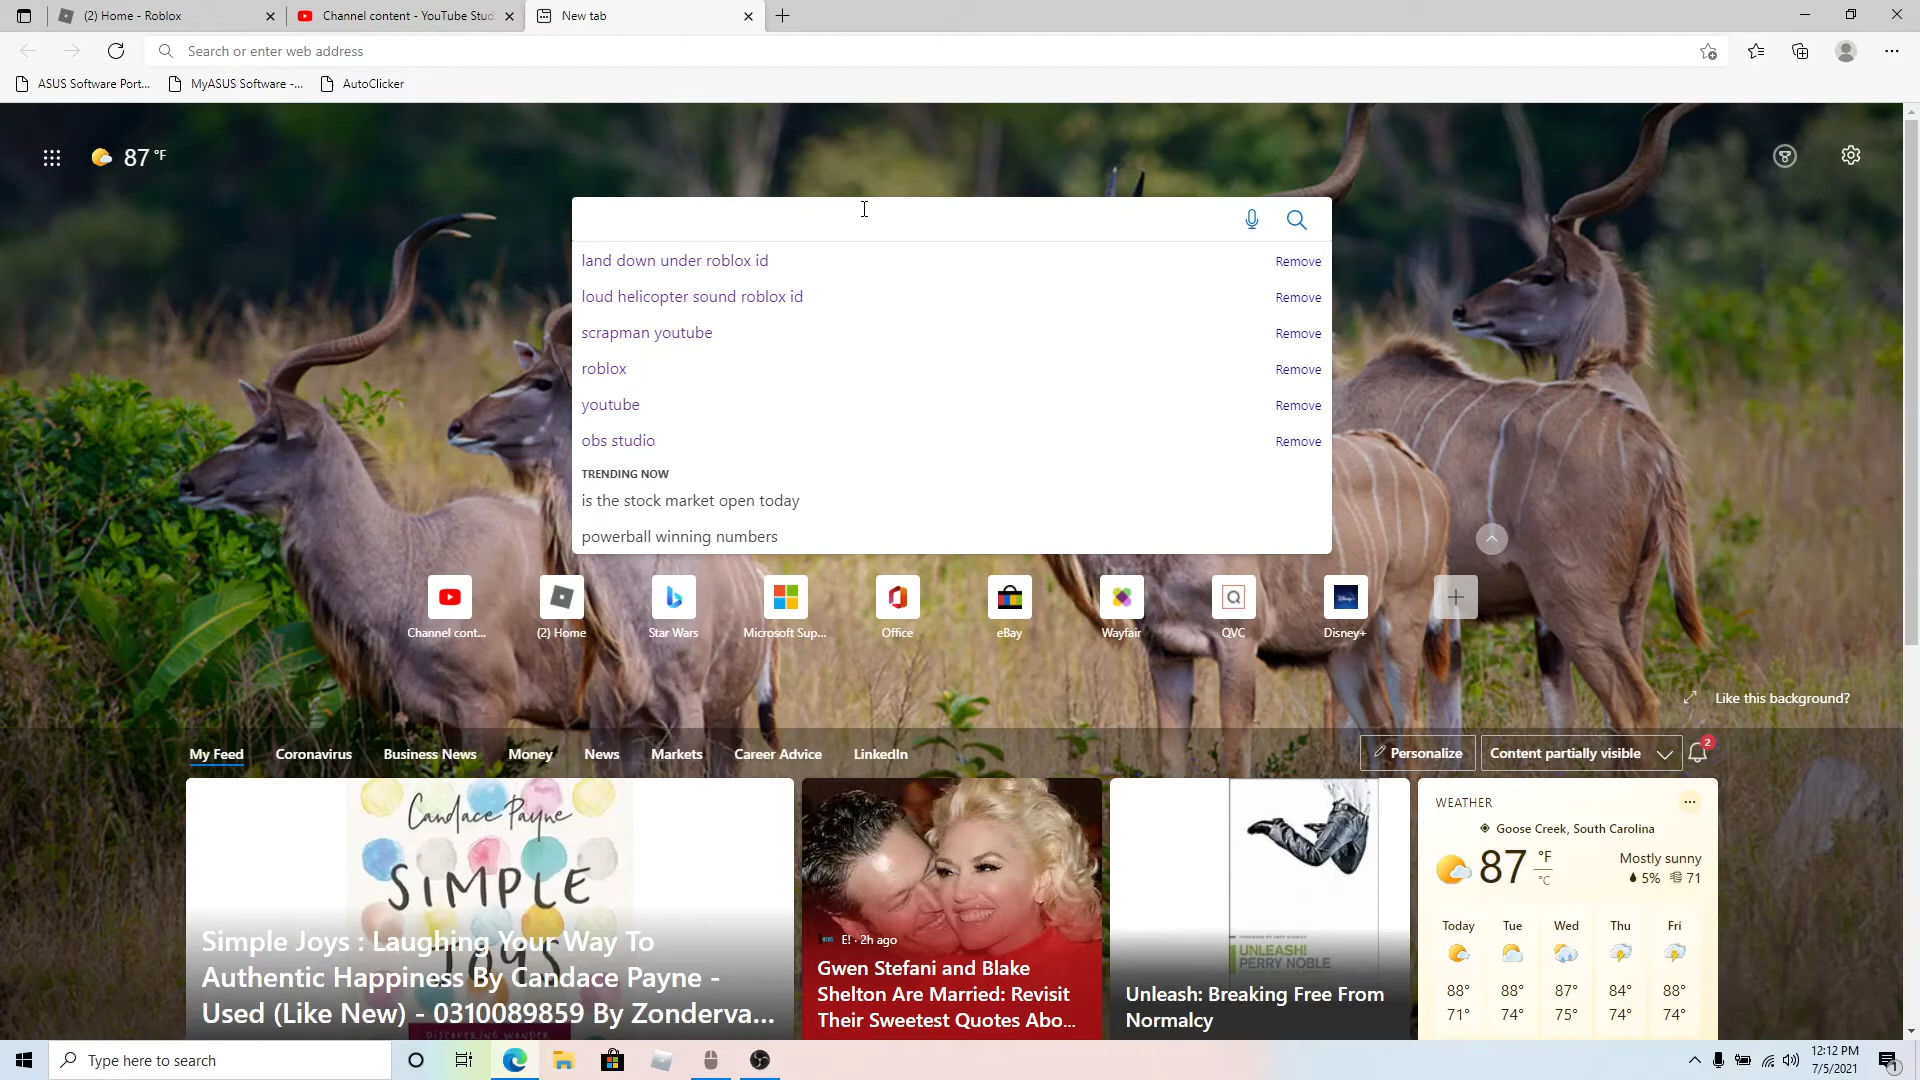 (2) Home - Roblox
Channel content - YouTube Stud
New tab
Search or enter web address
ASUS Software Port...
MyASUS Software -...
AutoClicker
87 °F
land down under roblox id
Remove
loud helicopter sound roblox id
Remove
scrapman youtube
Remove
roblox
Remove
youtube
Remove
obs studio
Remove
TRENDING NOW
is the stock market open today
powerball winning numbers
Channel cont...
(2) Home
Star Wars
Microsoft Sup...
Office
eBay
Wayfair
QVC
Disney+
Like this background?
My Feed
Coronavirus
Business News
Money
News
Markets
Career Advice
LinkedIn
Personalize
Content partially visible
2
Candace Payne
SIMPLE
JOYS
Simple Joys : Laughing Your Way To
Authentic Happiness By Candace Payne -
Used (Like New) - 0310089859 By Zonderva...
DISCOVERING WONDER
E! · 2h ago
Gwen Stefani and Blake
Shelton Are Married: Revisit
Their Sweetest Quotes Abo...
UNLEASH!
PERRY NOBLE
Unleash: Breaking Free From
Normalcy
WEATHER
Goose Creek, South Carolina
87 °F
°C
Mostly sunny
5% 71
Today Tue Wed Thu Fri
88° 88° 87° 84° 88°
71° 74° 75° 74° 74°
Type here to search
12:12 PM
7/5/2021
1